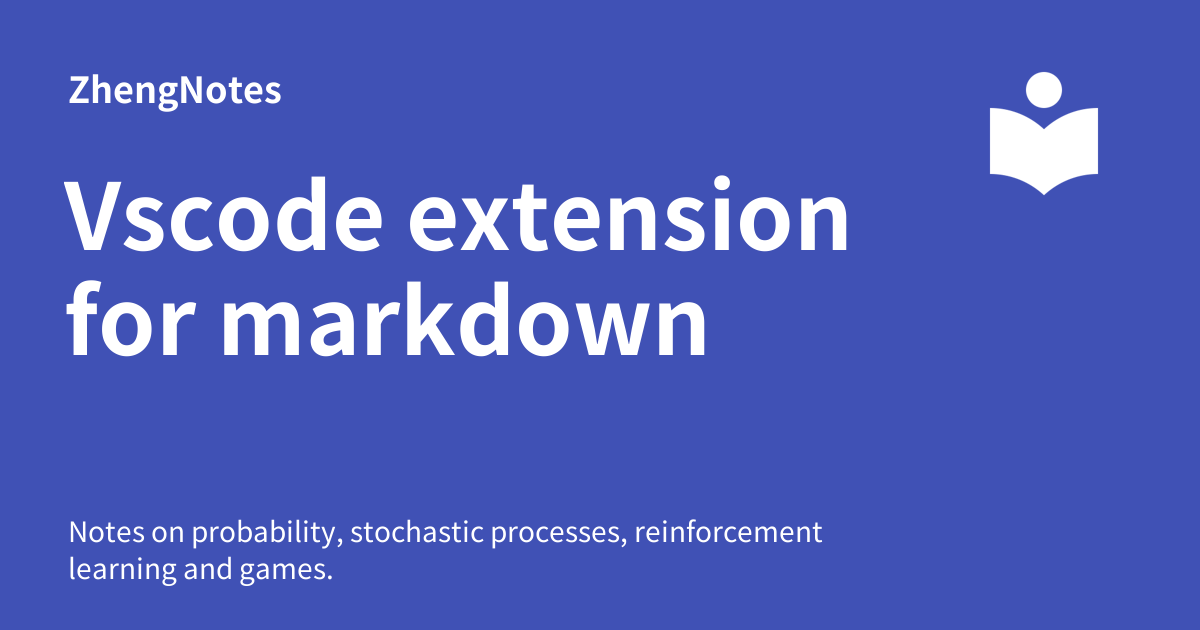 ZhengNotes
Vscode extension
for markdown
Notes on probability, stochastic processes, reinforcement
learning and games.